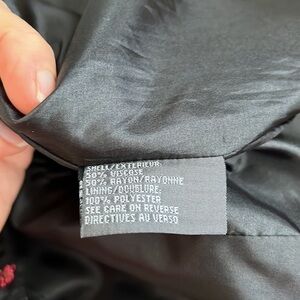 SHELL/EXTERIEUR:
50% VISCOSE
50% RAYON/RAYONNE
LINING/DOUBLURE:
100% POLYESTER
SEE CARE ON REVERSE
DIRECTIVES AU VERSO